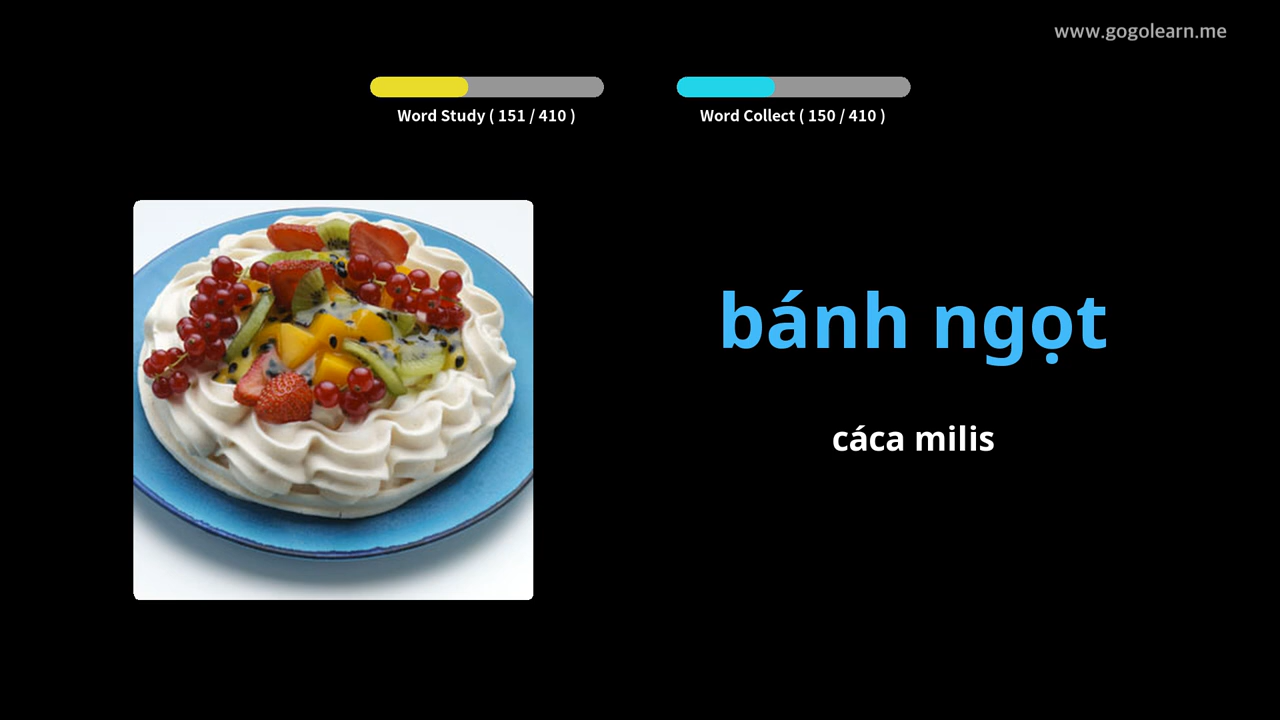 www.gogolearn.me
Word Study ( 151 / 410 )
Word Collect ( 150 / 410 )
bánh ngọt
cáca milis